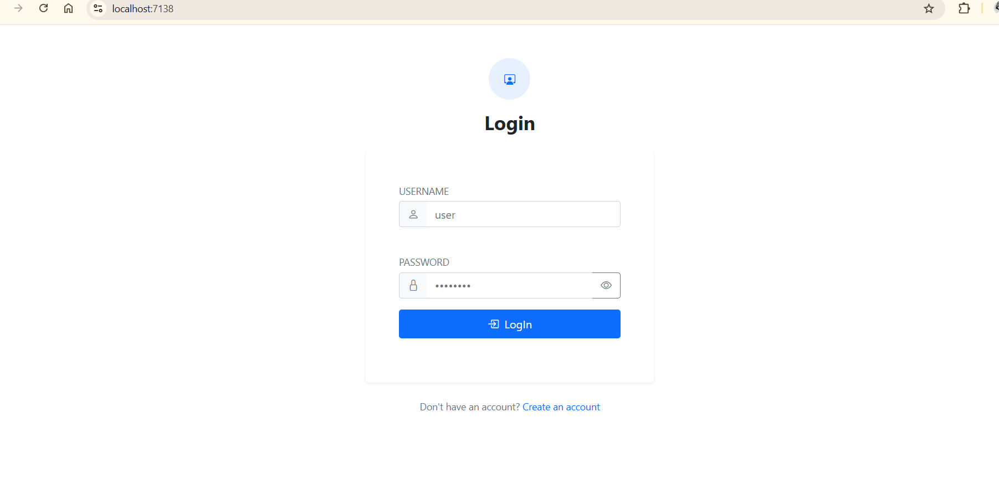 localhost:7138
Login
USERNAME
user
PASSWORD
••••••••
LogIn
Don't have an account? Create an account